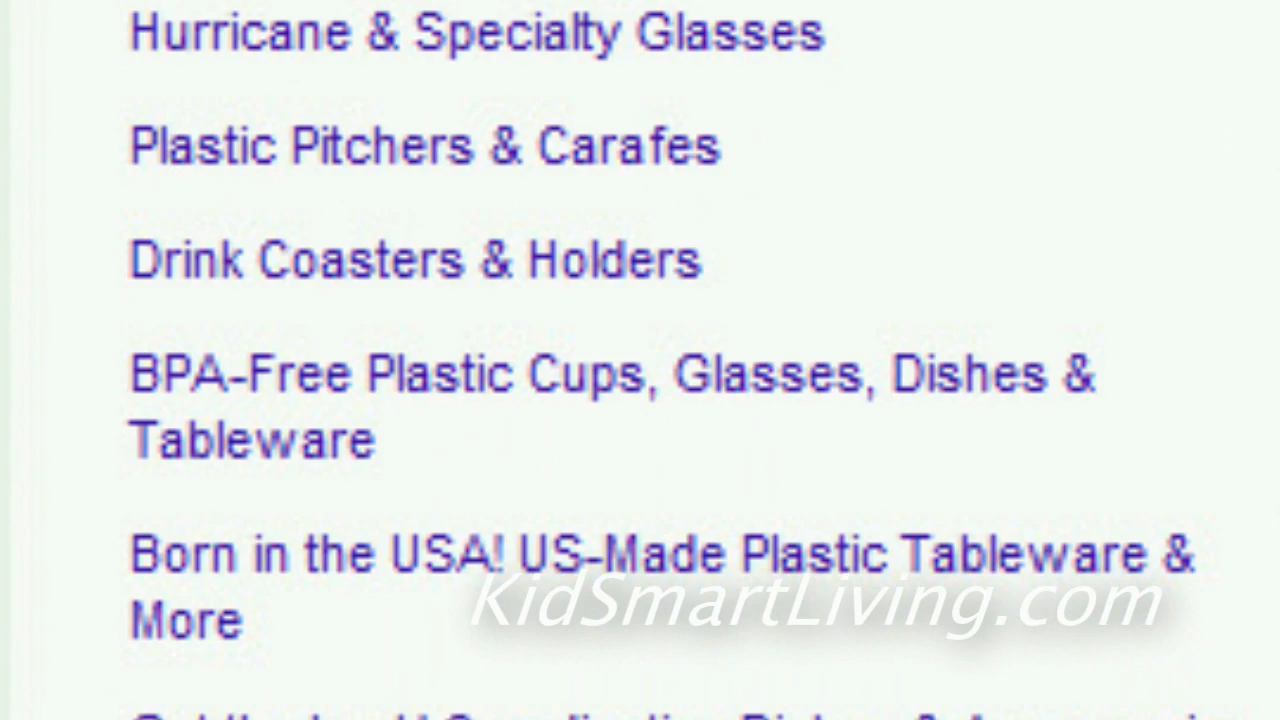 Hurricane & Specialty Glasses
Plastic Pitchers & Carafes
Drink Coasters & Holders
BPA-Free Plastic Cups, Glasses, Dishes &
Tableware
Born in the USA! US-Made Plastic Tableware &
More
KidSmartLiving.com